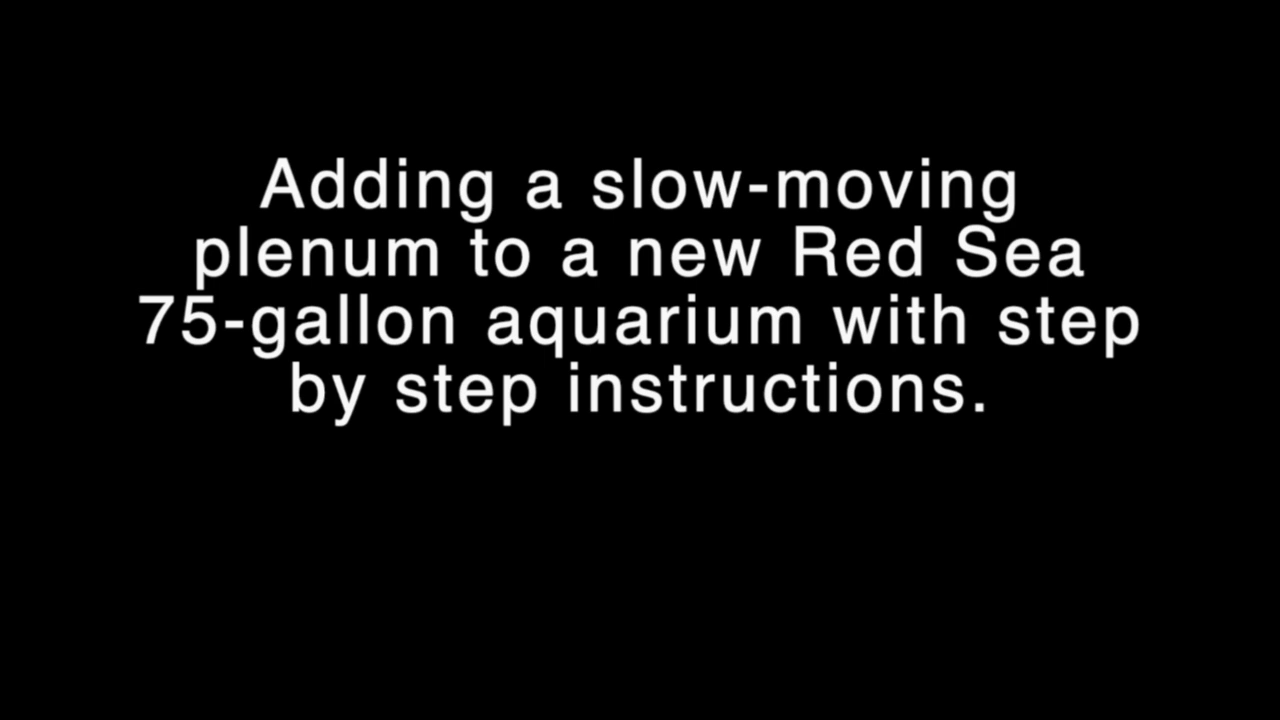 Adding a slow-moving
plenum to a new Red Sea
75-gallon aquarium with step
by step instructions.